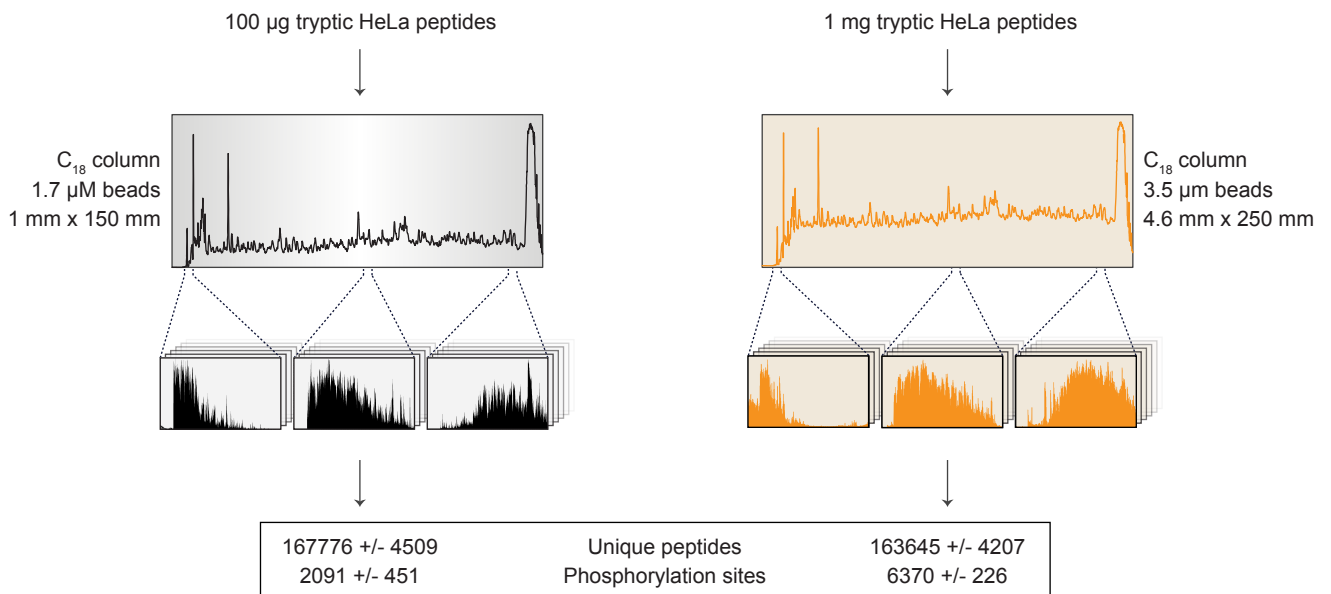 100 µg tryptic HeLa peptides
1 mg tryptic HeLa peptides
C₁₈ column
1.7 µM beads
1 mm x 150 mm
C₁₈ column
3.5 µm beads
4.6 mm x 250 mm
167776 +/- 4509 Unique peptides 163645 +/- 4207
2091 +/- 451 Phosphorylation sites 6370 +/- 226